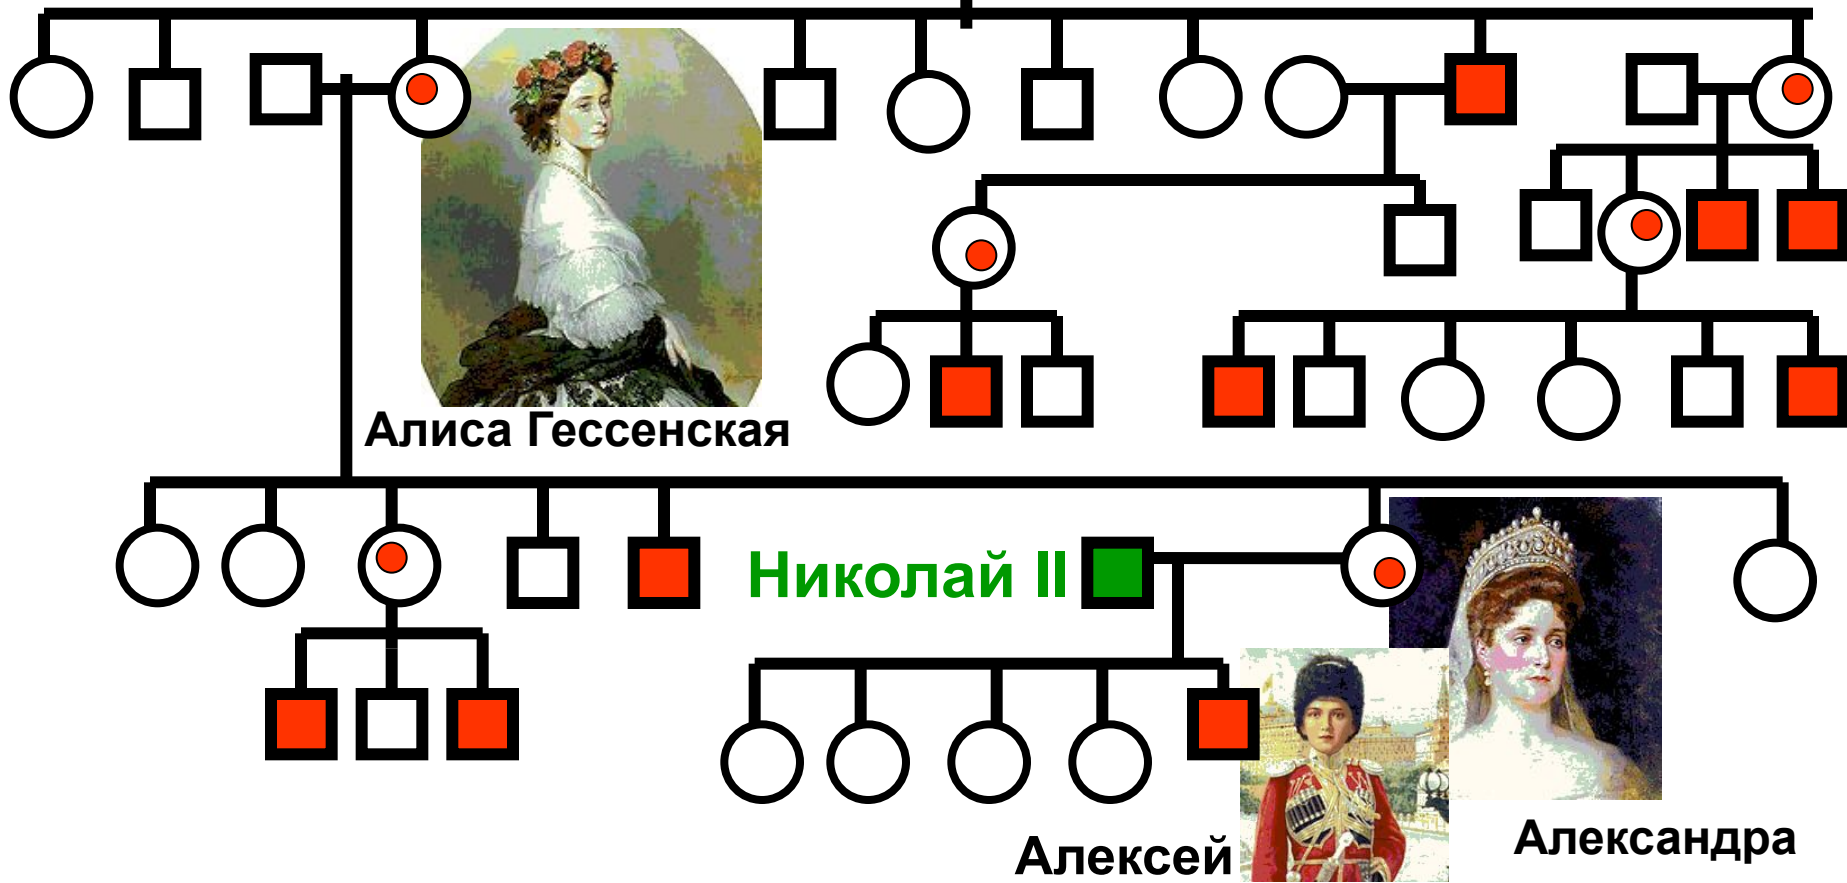 Алиса Гессенская
Николай II
Алексей
Александра